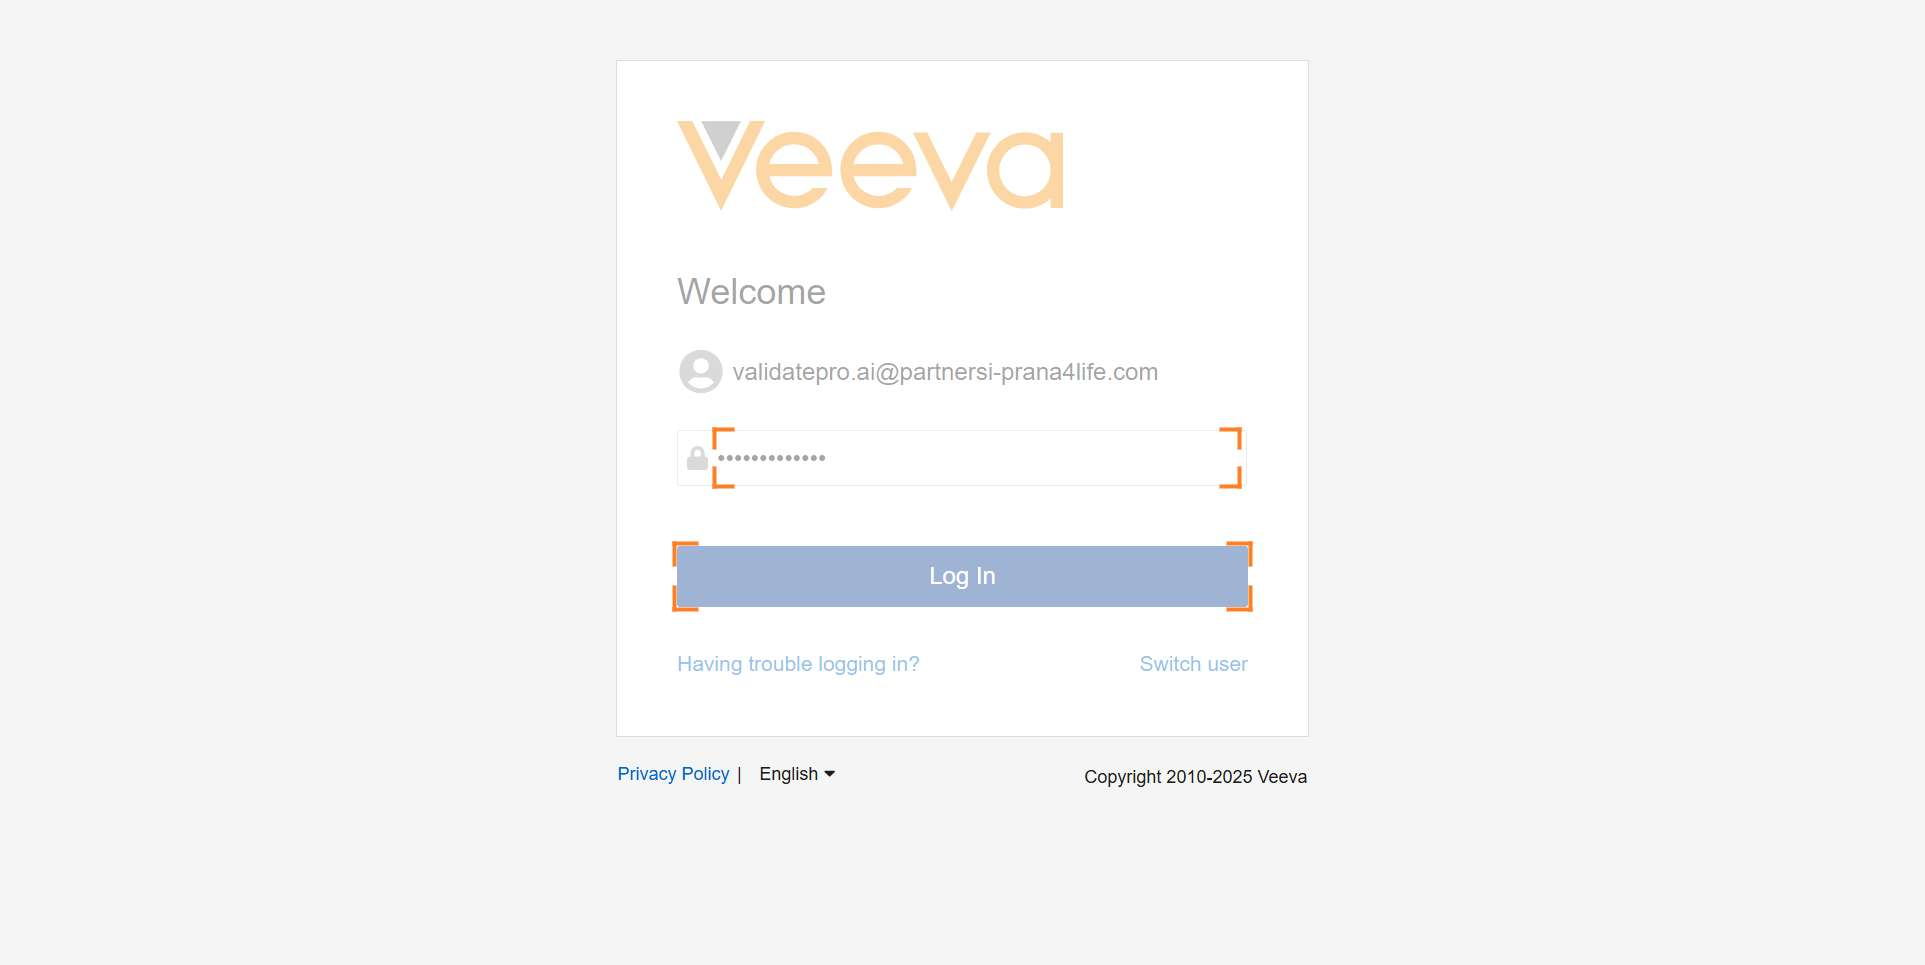 veeva
Welcome
validatepro.ai@partnersi-prana4life.com
•••••••••••••
Log In
Having trouble logging in?
Switch user
Privacy Policy | English
Copyright 2010-2025 Veeva